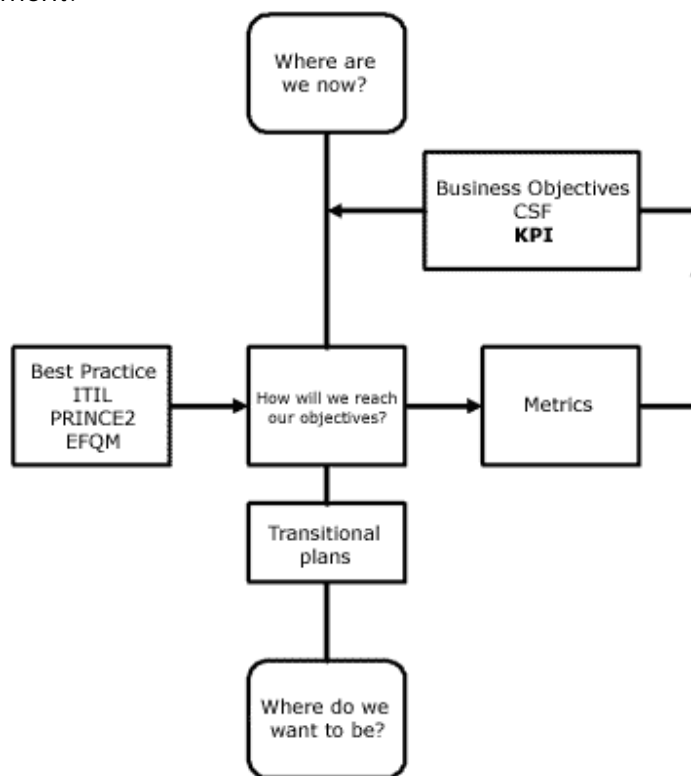 Where are
we now?
Business Objectives
CSF
KPI
Best Practice
ITIL
PRINCE2
EFQM
How will we reach
our objectives?
Metrics
Transitional
plans
Where do we
want to be?